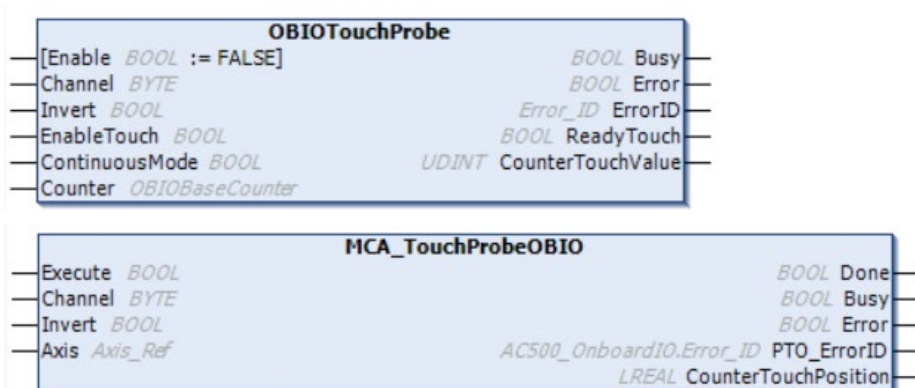 OBIOTouchProbe
[Enable BOOL := FALSE] BOOL Busy
Channel BYTE BOOL Error
Invert BOOL Error_ID ErrorID
EnableTouch BOOL BOOL ReadyTouch
ContinuousMode BOOL UDINT CounterTouchValue
Counter OBIOBaseCounter
MCA_TouchProbeOBIO
Execute BOOL BOOL Done
Channel BYTE BOOL Busy
Invert BOOL BOOL Error
Axis Axis_Ref AC500_OnboardIO.Error_ID PTO_ErrorID
LREAL CounterTouchPosition